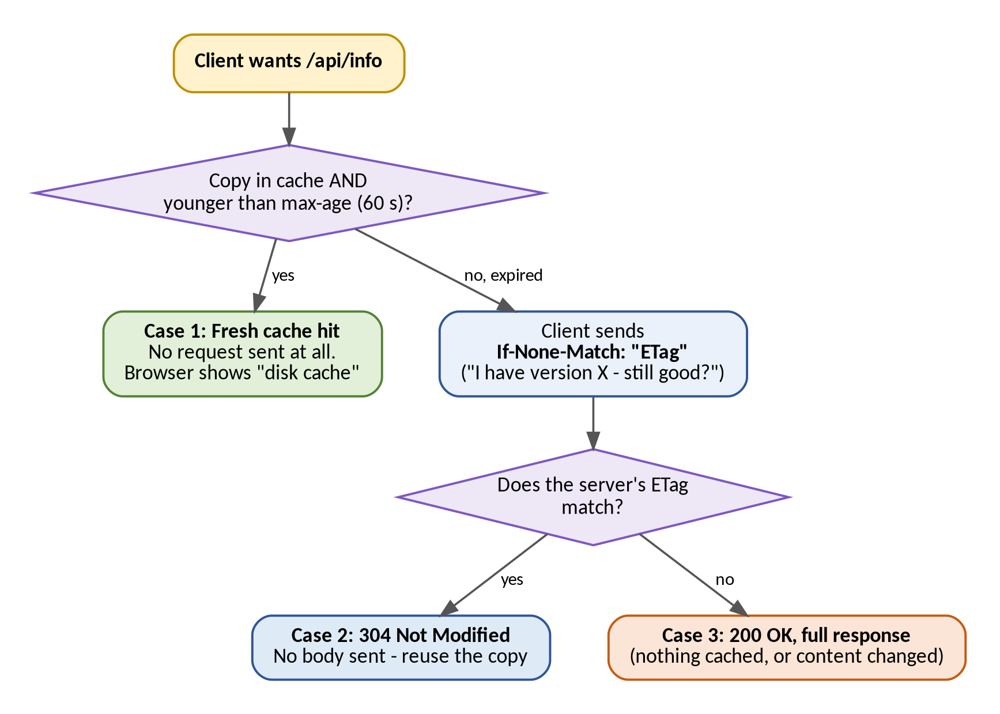 Client wants /api/info
Copy in cache AND
younger than max-age (60 s)?
yes
no, expired
Case 1: Fresh cache hit
No request sent at all.
Browser shows "disk cache"
Client sends
If-None-Match: "ETag"
("I have version X - still good?")
Does the server's ETag
match?
yes
no
Case 2: 304 Not Modified
No body sent - reuse the copy
Case 3: 200 OK, full response
(nothing cached, or content changed)